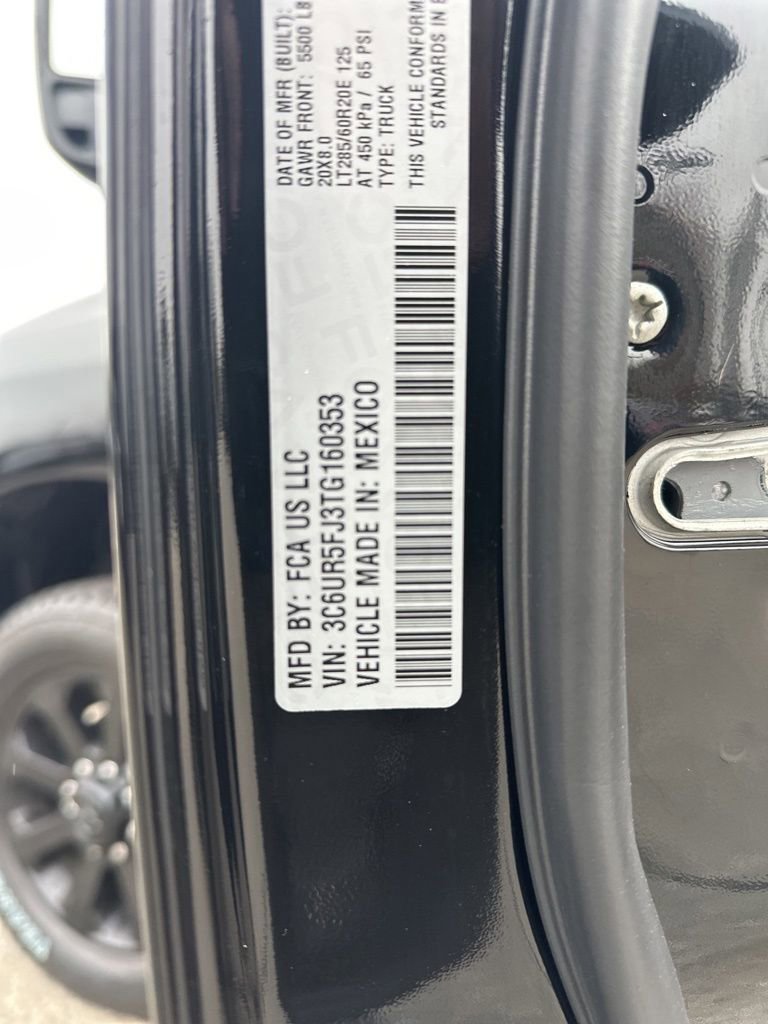 MFD BY: FCA US LLC
VIN: 3C6UR5FJ3TG160353
VEHICLE MADE IN: MEXICO
DATE OF MFR (BUILT):
GAWR FRONT: 5500 LB
20X8.0
LT285/60R20E 125
AT 450 kPa / 65 PSI
TYPE: TRUCK
THIS VEHICLE CONFORM
STANDARDS IN E